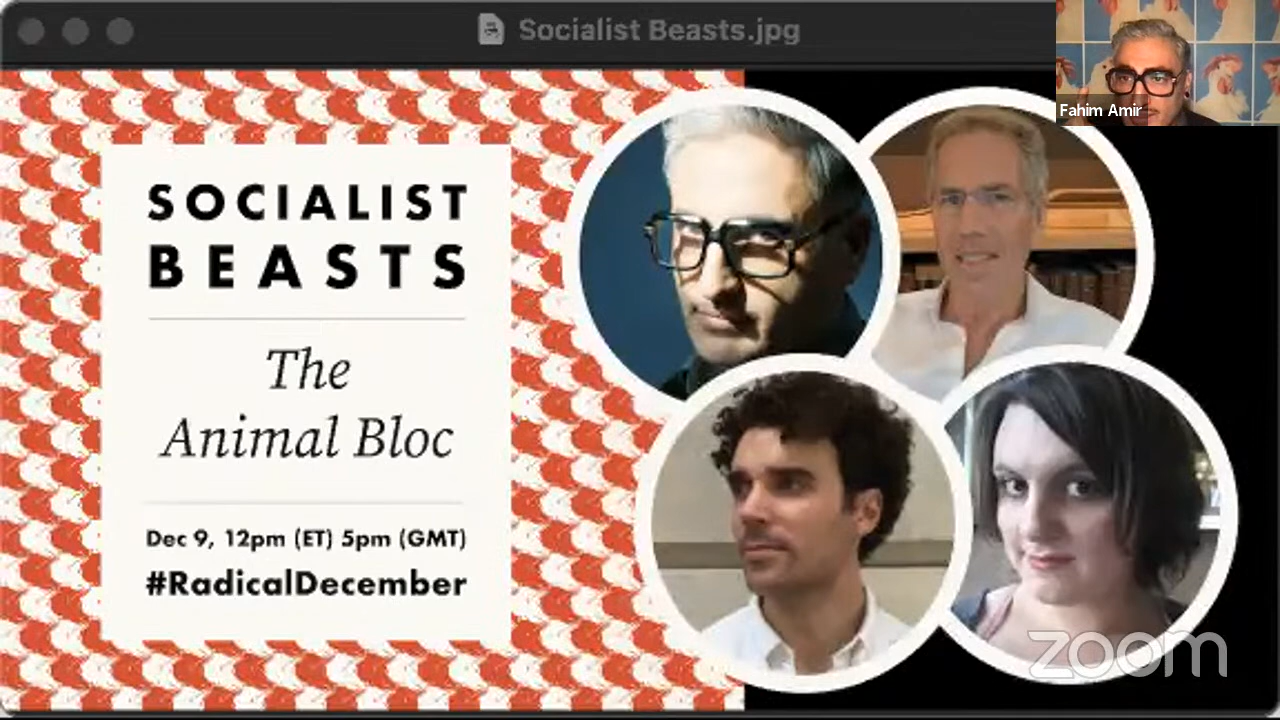 Socialist Beasts.jpg
Fahim Amir
SOCIALIST
BEASTS
The
Animal Bloc
Dec 9, 12pm (ET) 5pm (GMT)
#RadicalDecember
zoom